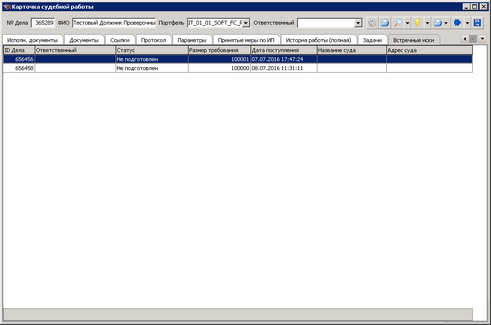 Карточка судебной работы
№ Дела 365289 ФИО Тестовый Должник Проверочны Портфель IT_01_01_SOFT_FC_F Ответственный
Исполн. документы Документы Ссылки Протокол Параметры Принятые меры по ИП История работы (полная) Задачи Встречные иски
ID Дела Ответственный Статус Размер требования Дата поступления Название суда Адрес суда
656456 Не подготовлен 100001 07.07.2016 17:47:24
656458 Не подготовлен 100000 08.07.2016 11:31:11